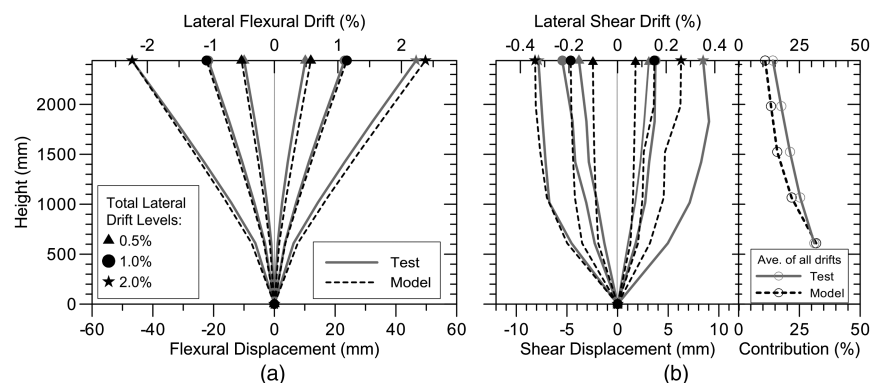 Lateral Flexural Drift (%)
-2 -1 0 1 2
Height (mm)
2000
1500
1000
500
0
Total Lateral
Drift Levels:
0.5%
1.0%
2.0%
Test
Model
-60 -40 -20 0 20 40 60
Flexural Displacement (mm)
(a)
Lateral Shear Drift (%)
-0.4 -0.2 0 0.2 0.4
-10 -5 0 5 10
Shear Displacement (mm)
0 25 50
Ave. of all drifts
Test
Model
0 25 50
Contribution (%)
(b)